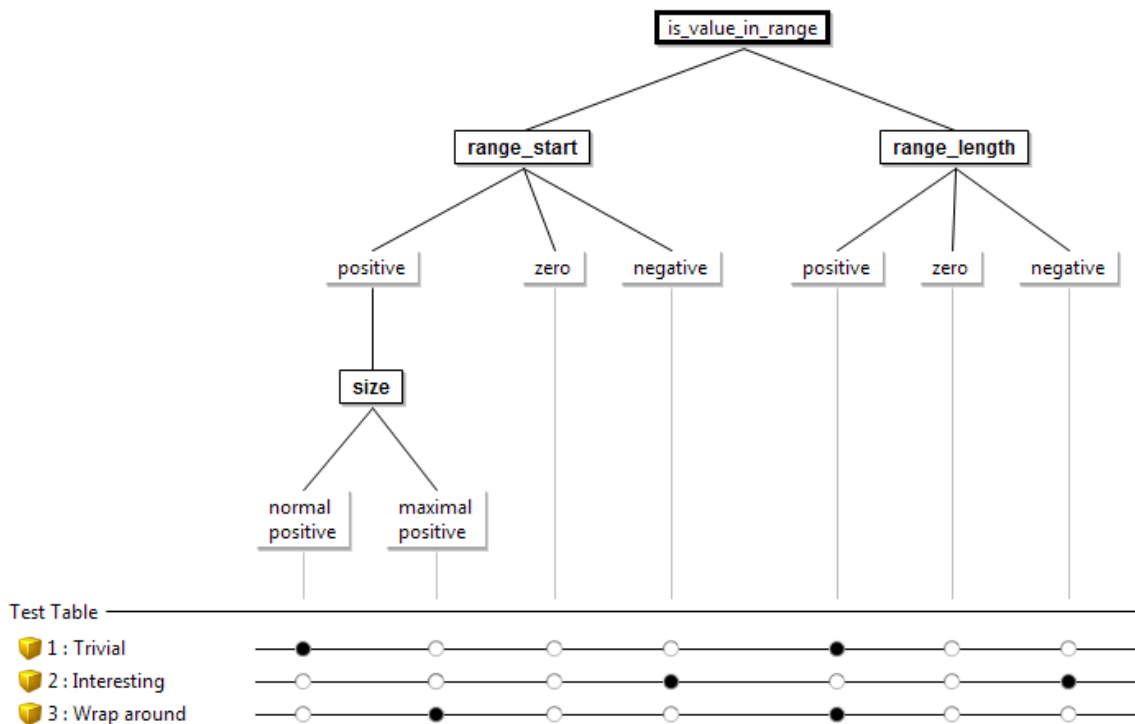 is_value_in_range
range_start
range_length
positive
zero
negative
positive
zero
negative
size
normal
positive
maximal
positive
Test Table
1 : Trivial
2 : Interesting
3 : Wrap around